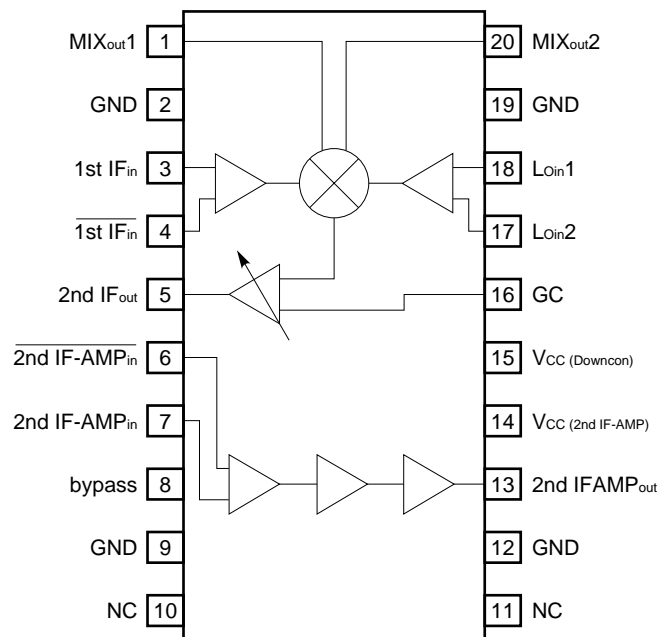 MIXout1 1 20 MIXout2
GND 2 19 GND
1st IFin 3 18 LOin1
1st IFin 4 17 LOin2
2nd IFout 5 16 GC
2nd IF-AMPin 6 15 VCC (Downcon)
2nd IF-AMPin 7 14 VCC (2nd IF-AMP)
bypass 8 13 2nd IFAMPout
GND 9 12 GND
NC 10 11 NC